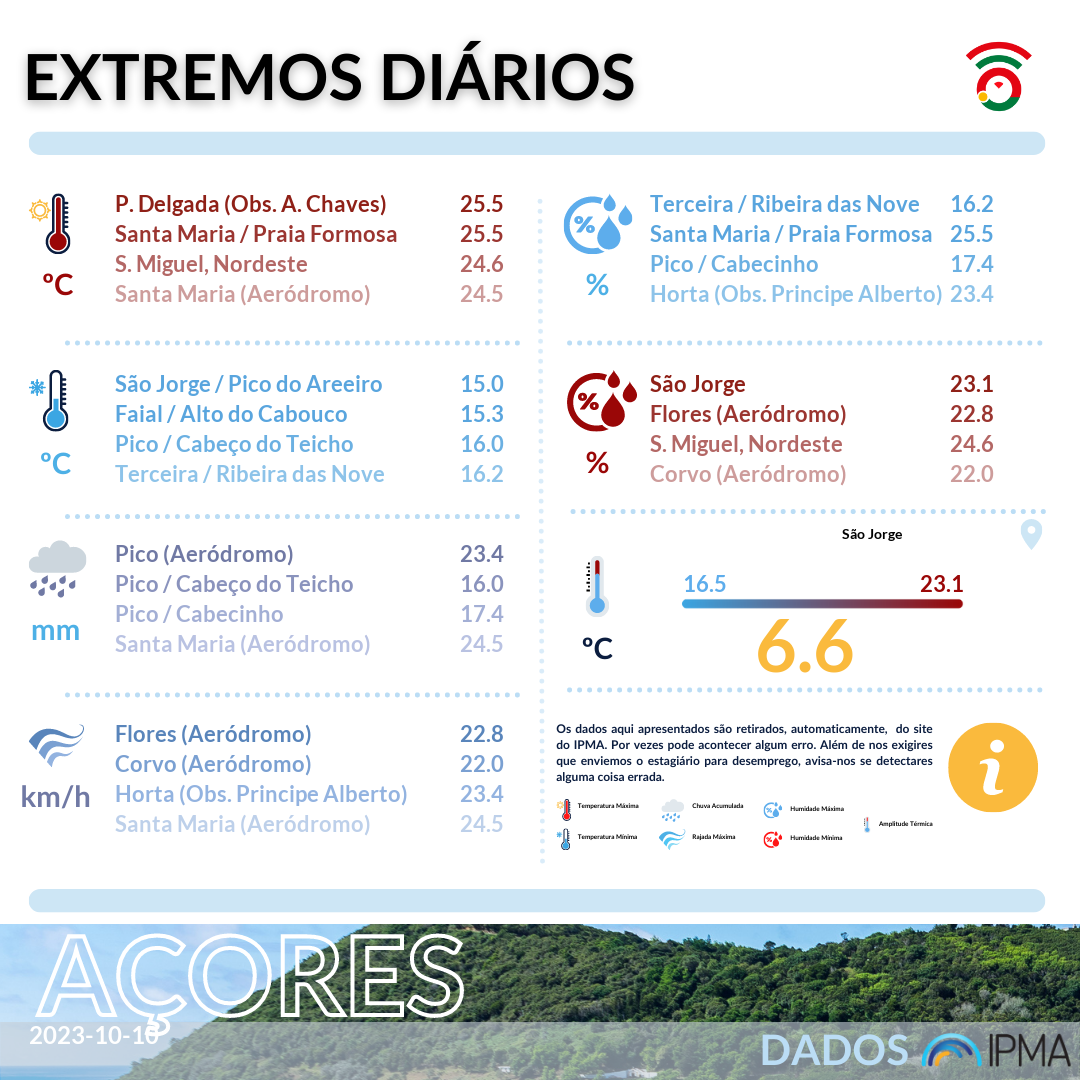 EXTREMOS DIÁRIOS
P. Delgada (Obs. A. Chaves) 25.5
Santa Maria / Praia Formosa 25.5
S. Miguel, Nordeste 24.6
Santa Maria (Aeródromo) 24.5
ºC
São Jorge / Pico do Areeiro 15.0
Faial / Alto do Cabouco 15.3
Pico / Cabeço do Teicho 16.0
Terceira / Ribeira das Nove 16.2
ºC
Pico (Aeródromo) 23.4
Pico / Cabeço do Teicho 16.0
Pico / Cabecinho 17.4
Santa Maria (Aeródromo) 24.5
mm
Flores (Aeródromo) 22.8
Corvo (Aeródromo) 22.0
Horta (Obs. Principe Alberto) 23.4
Santa Maria (Aeródromo) 24.5
km/h
%
Terceira / Ribeira das Nove 16.2
Santa Maria / Praia Formosa 25.5
Pico / Cabecinho 17.4
Horta (Obs. Principe Alberto) 23.4
%
%
São Jorge 23.1
Flores (Aeródromo) 22.8
S. Miguel, Nordeste 24.6
Corvo (Aeródromo) 22.0
%
São Jorge
16.5 23.1
6.6
ºC
Os dados aqui apresentados são retirados, automaticamente, do site
do IPMA. Por vezes pode acontecer algum erro. Além de nos exigires
que enviemos o estagiário para desemprego, avisa-nos se detectares
alguma coisa errada.
i
Temperatura Máxima Chuva Acumulada Humidade Máxima
Amplitude Térmica
Temperatura Mínima Rajada Máxima Humidade Mínima
AÇORES
2023-10-10
DADOS IPMA